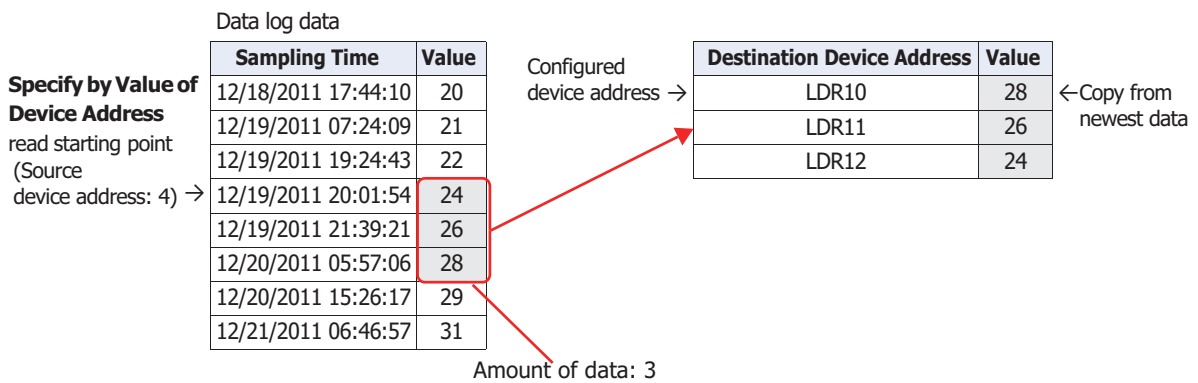 Data log data
Sampling Time Value
12/18/2011 17:44:10 20
12/19/2011 07:24:09 21
12/19/2011 19:24:43 22
12/19/2011 20:01:54 24
12/19/2011 21:39:21 26
12/20/2011 05:57:06 28
12/20/2011 15:26:17 29
12/21/2011 06:46:57 31
Specify by Value of
Device Address
read starting point
(Source
device address: 4) →
Amount of data: 3
Configured
device address →
Destination Device Address Value
LDR10 28
LDR11 26
LDR12 24
←Copy from
newest data